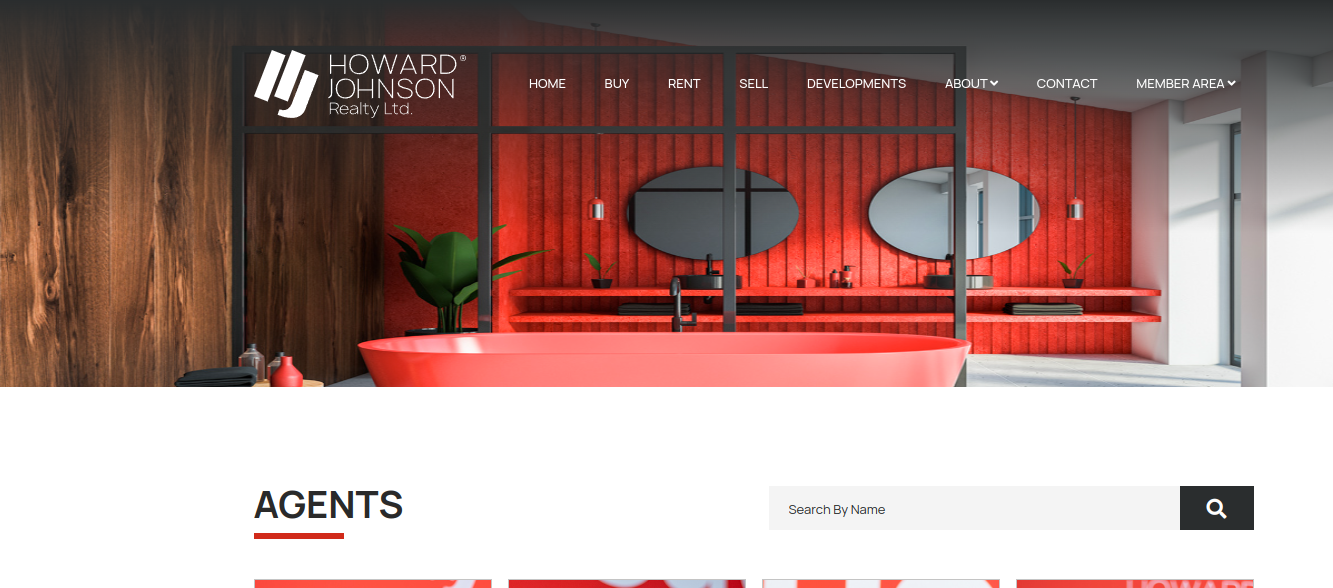 HOWARD®
JOHNSON
Realty Ltd.
HOME BUY RENT SELL DEVELOPMENTS ABOUT CONTACT MEMBER AREA
AGENTS
Search By Name